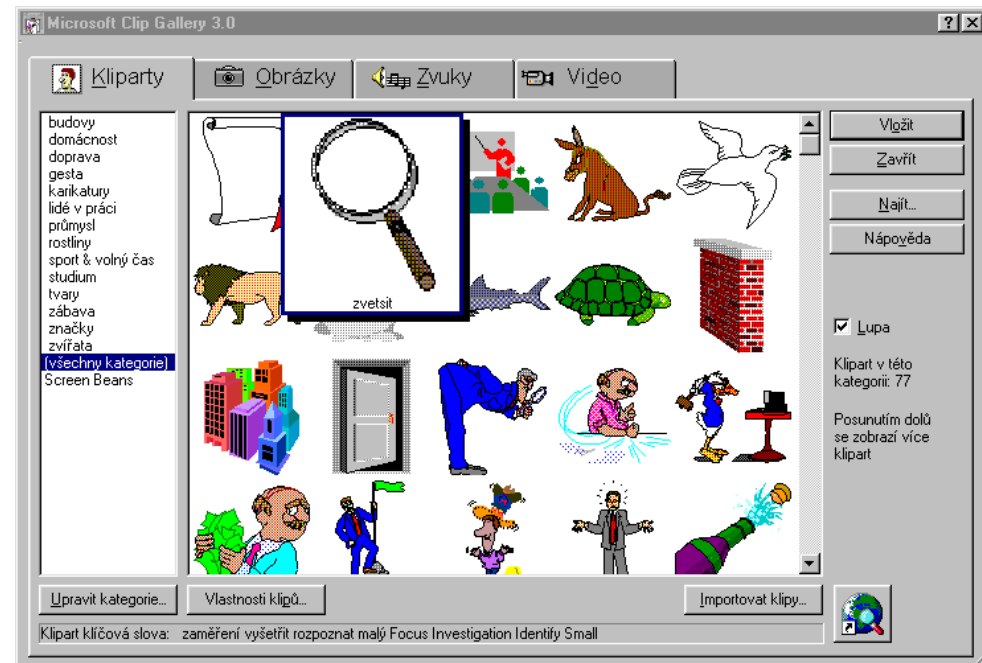 Microsoft Clip Gallery 3.0
Kliparty
Obrázky
Zvuky
Video
budovy
domácnost
doprava
gesta
karikatury
lidé v práci
průmysl
rostliny
sport & volný čas
studium
tvary
zábava
značky
zvířata
(všechny kategorie)
Screen Beans
zvetsit
Vložit
Zavřít
Najít...
Nápověda
Lupa
Klipart v této
kategorii: 77
Posunutím dolů
se zobrazí více
klipart
Upravit kategorie...
Vlastnosti klipů...
Importovat klipy...
Klipart klíčová slova: zaměření vyšetřit rozpoznat malý Focus Investigation Identify Small